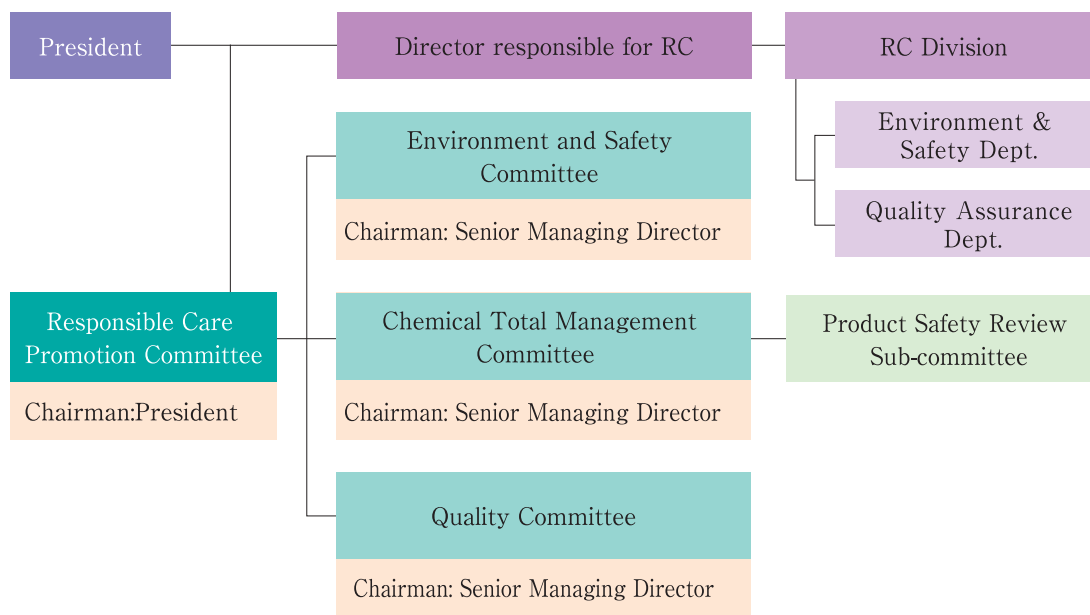 President
Director responsible for RC
RC Division
Environment &
Safety Dept.
Quality Assurance
Dept.
Environment and Safety
Committee
Chairman: Senior Managing Director
Responsible Care
Promotion Committee
Chairman:President
Chemical Total Management
Committee
Chairman: Senior Managing Director
Product Safety Review
Sub-committee
Quality Committee
Chairman: Senior Managing Director